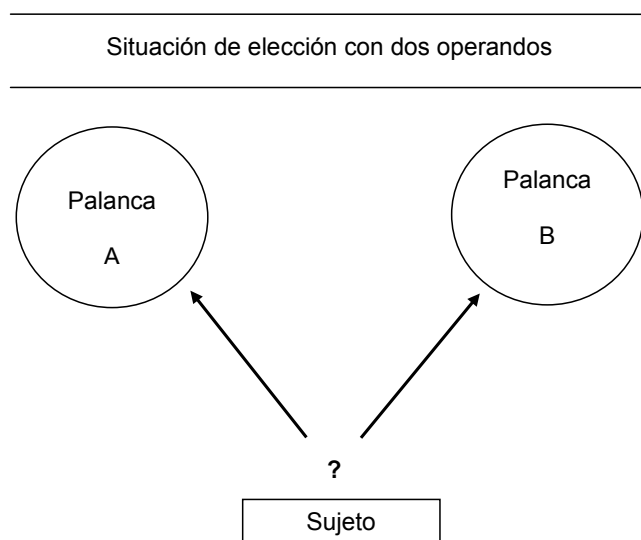 Situación de elección con dos operandos
Palanca
A
Palanca
B
?
Sujeto